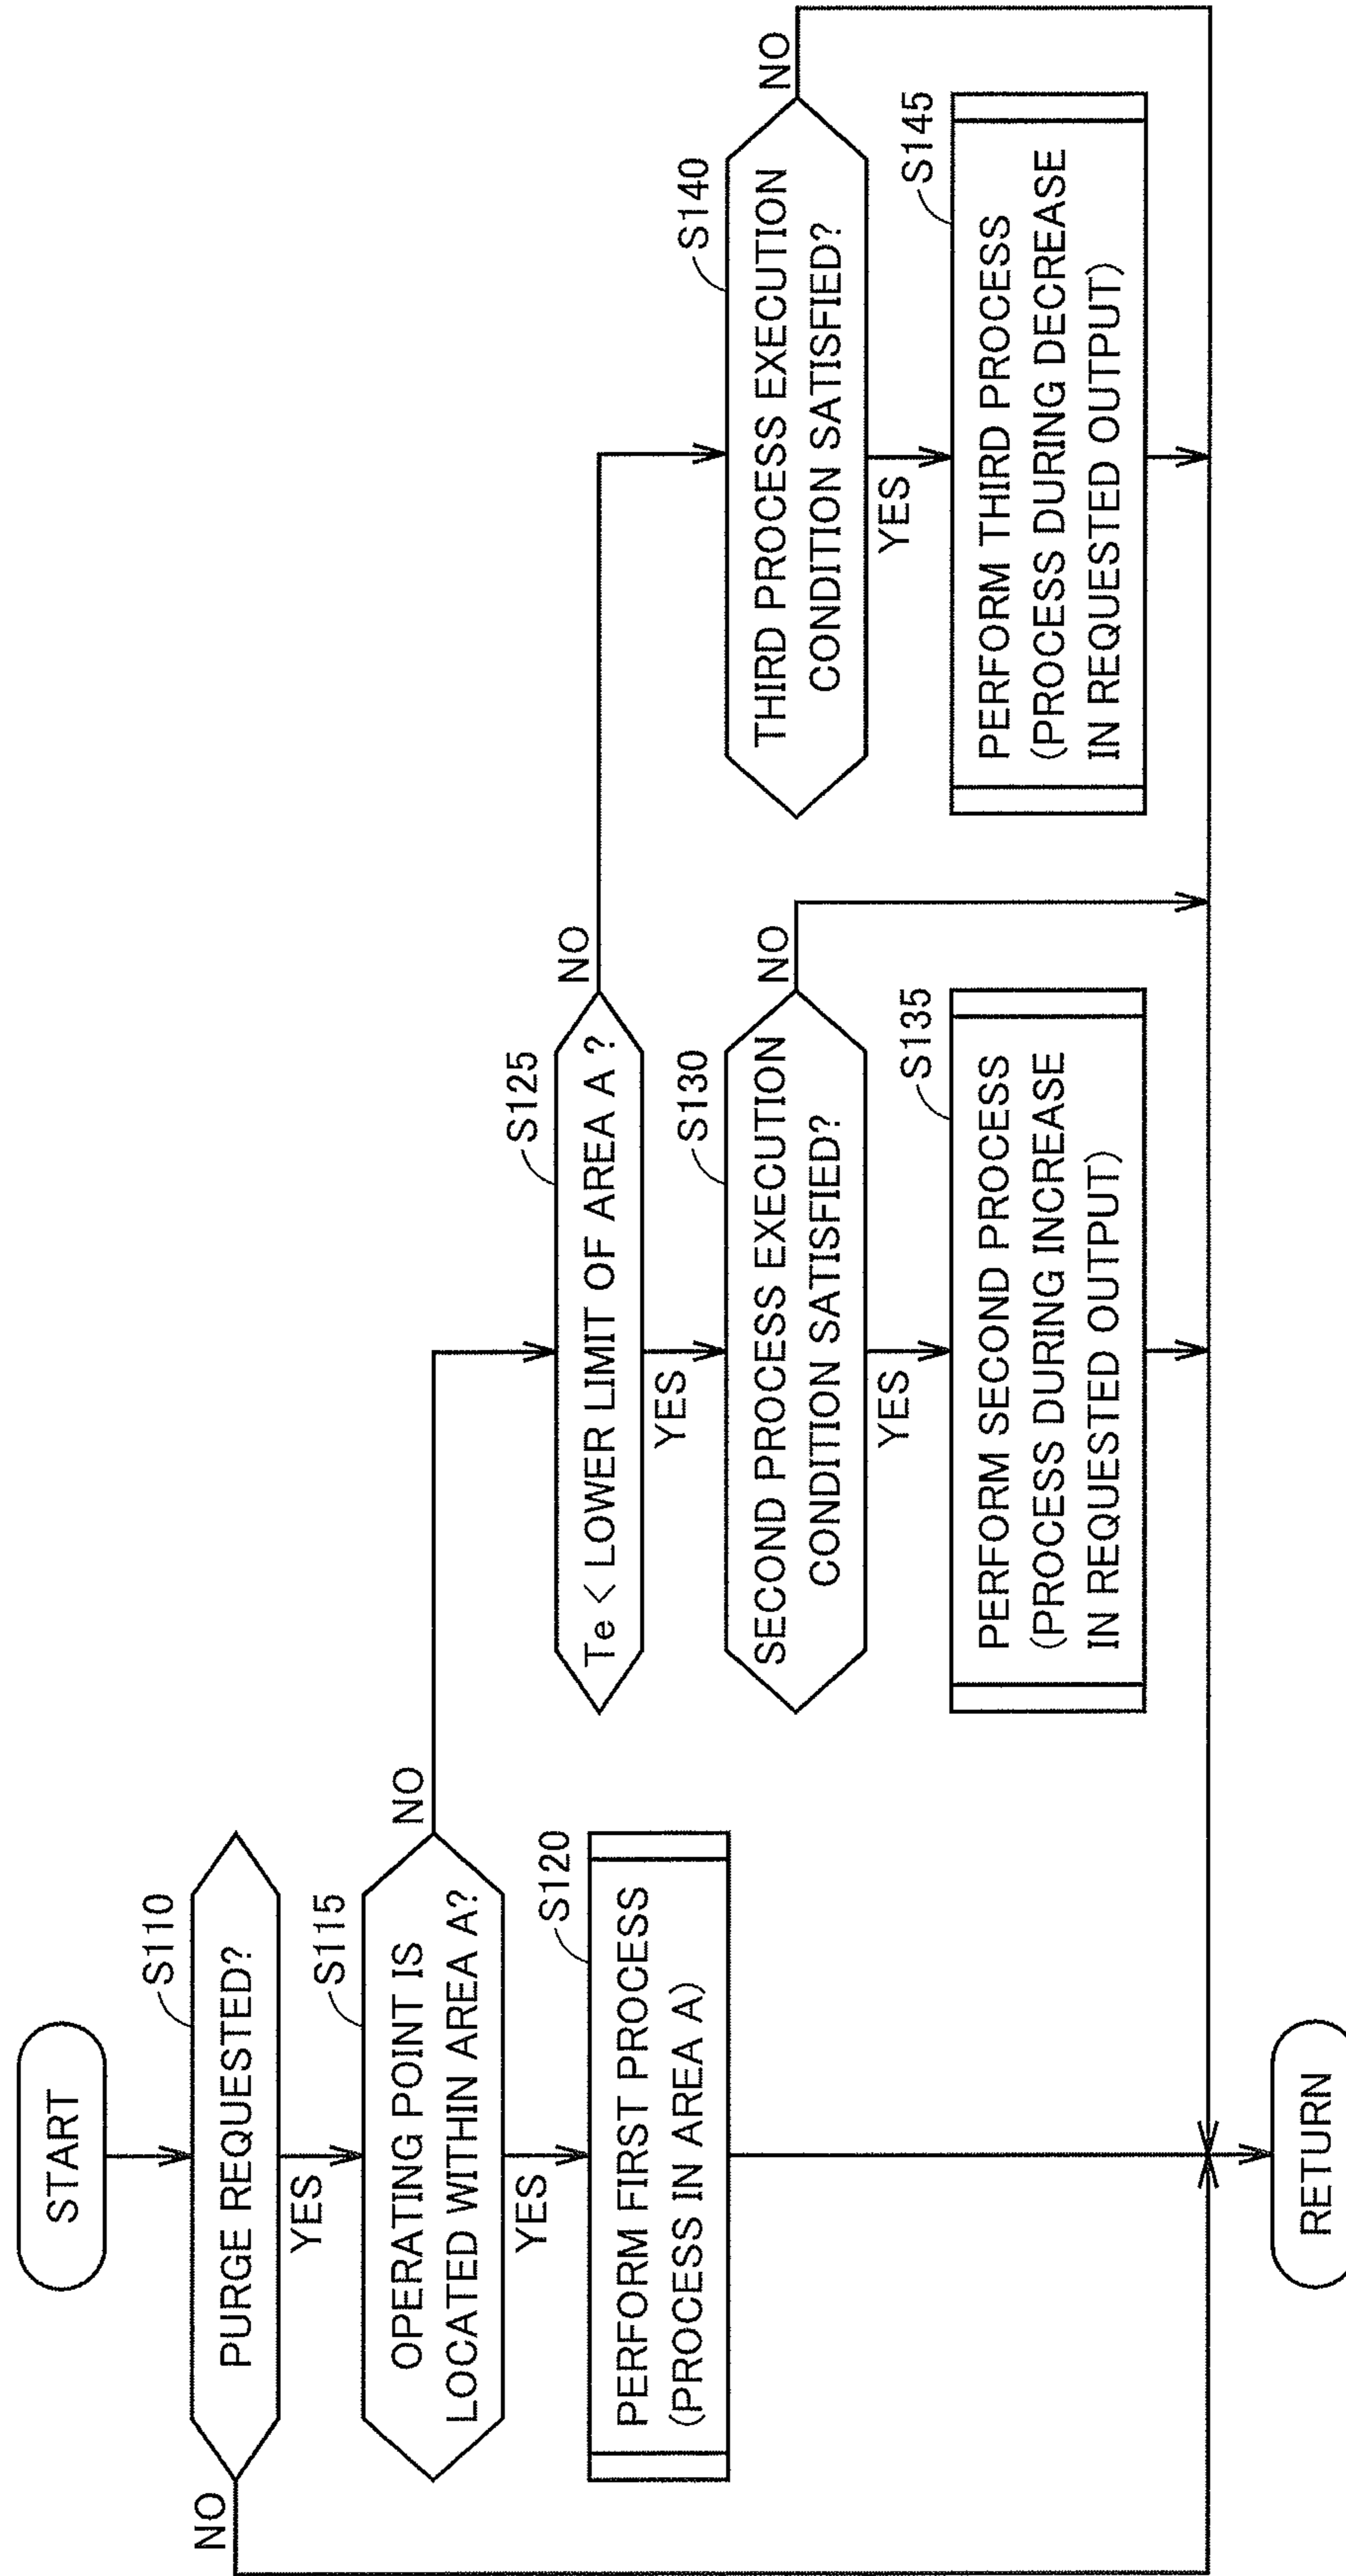 START
S110
PURGE REQUESTED?
NO
YES
S115
OPERATING POINT IS
LOCATED WITHIN AREA A?
NO
YES
S120
PERFORM FIRST PROCESS
(PROCESS IN AREA A)
S125
Te < LOWER LIMIT OF AREA A ?
NO
YES
S130
SECOND PROCESS EXECUTION
CONDITION SATISFIED?
NO
YES
S135
PERFORM SECOND PROCESS
(PROCESS DURING INCREASE
IN REQUESTED OUTPUT)
S140
THIRD PROCESS EXECUTION
CONDITION SATISFIED?
NO
YES
S145
PERFORM THIRD PROCESS
(PROCESS DURING DECREASE
IN REQUESTED OUTPUT)
RETURN